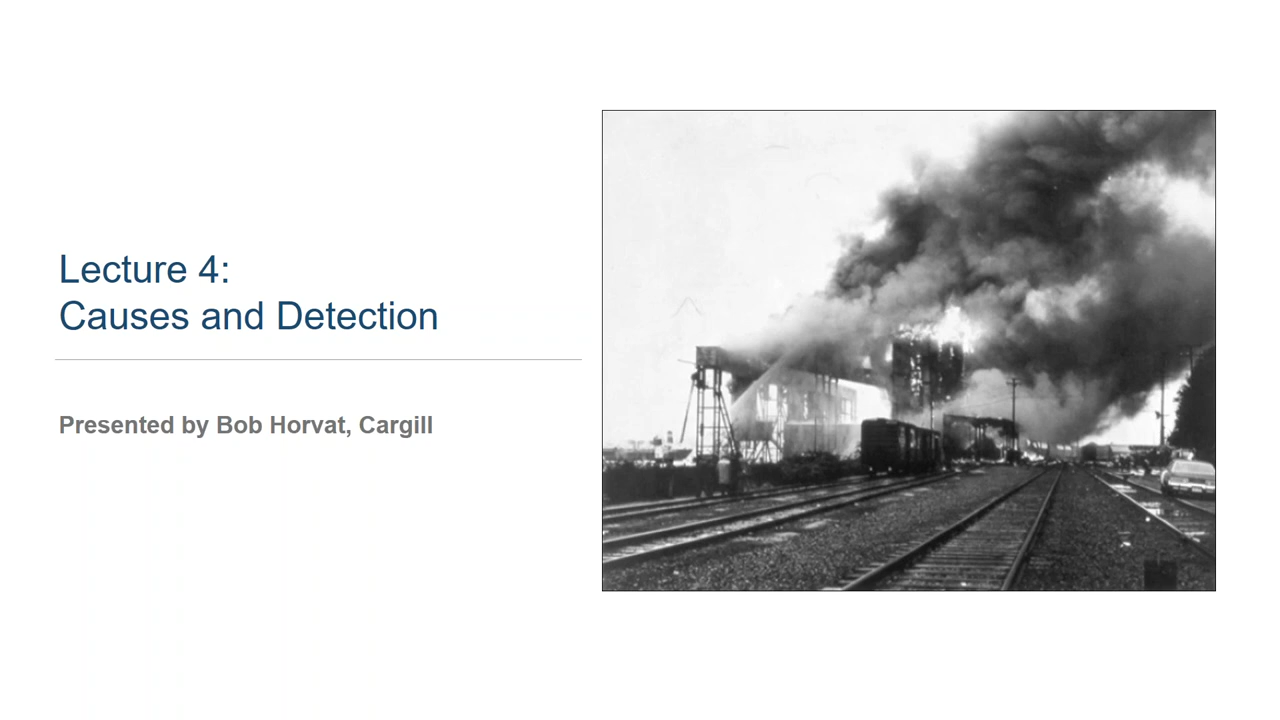 Lecture 4:
Causes and Detection
Presented by Bob Horvat, Cargill